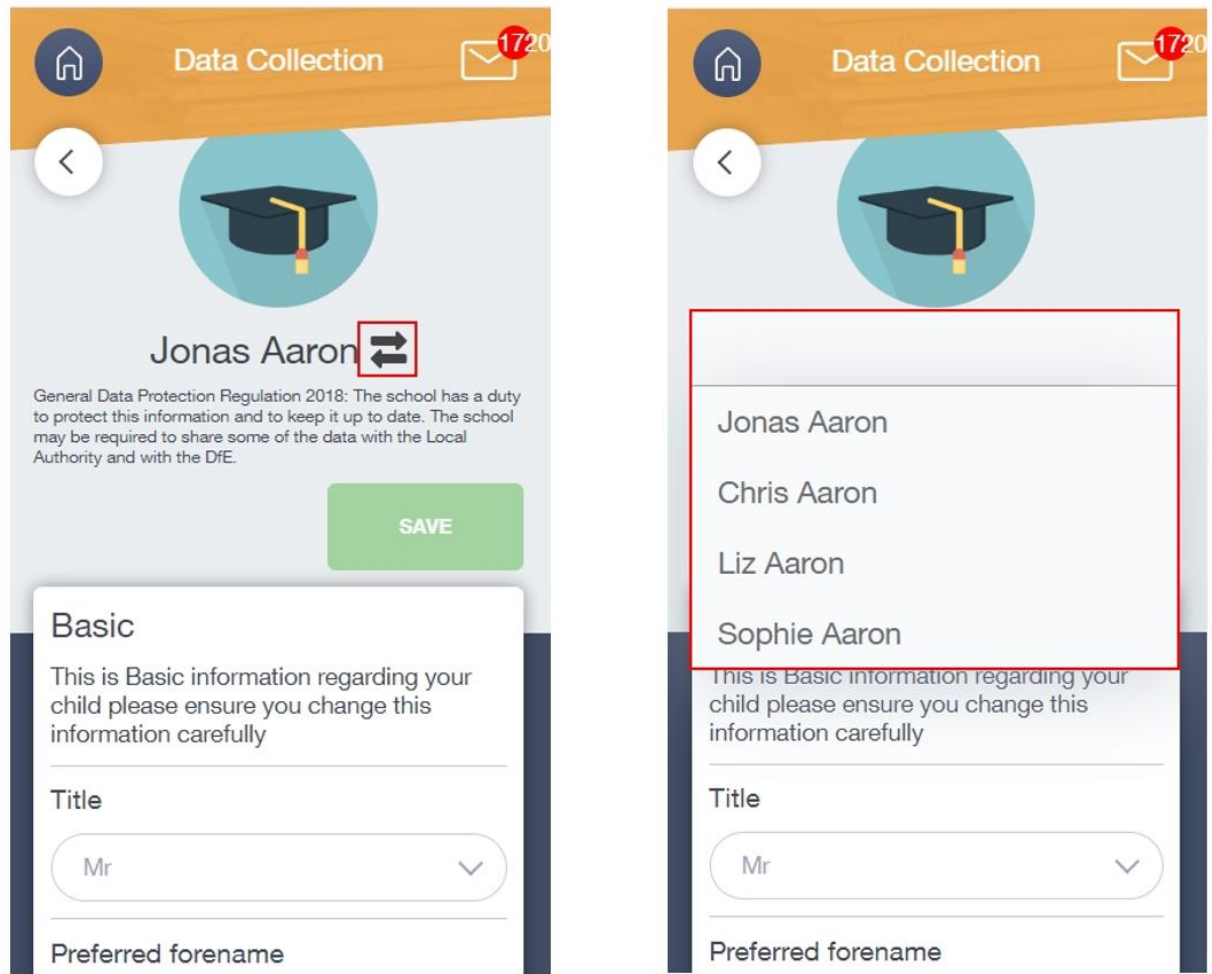 Data Collection
1720
Jonas Aaron
General Data Protection Regulation 2018: The school has a duty
to protect this information and to keep it up to date. The school
may be required to share some of the data with the Local
Authority and with the DfE.
SAVE
Basic
This is Basic information regarding your
child please ensure you change this
information carefully
Title
Mr
Preferred forename
Data Collection
1720
Jonas Aaron
Chris Aaron
Liz Aaron
Sophie Aaron
This is Basic information regarding your
child please ensure you change this
information carefully
Title
Mr
Preferred forename